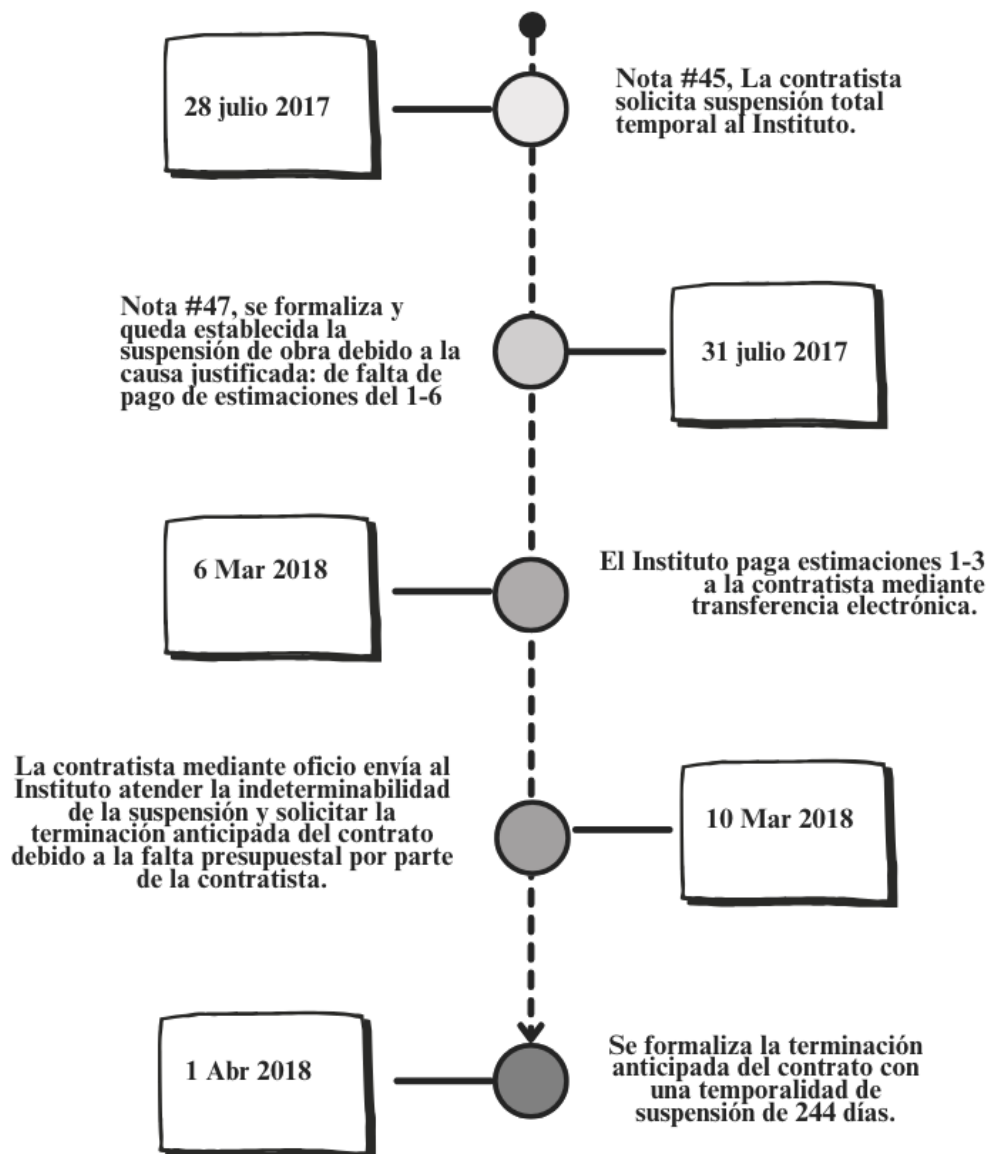 28 julio 2017
Nota #45, La contratista
solicita suspensión total
temporal al Instituto.
Nota #47, se formaliza y
queda establecida la
suspensión de obra debido a la
causa justificada: de falta de
pago de estimaciones del 1-6
31 julio 2017
6 Mar 2018
El Instituto paga estimaciones 1-3
a la contratista mediante
transferencia electrónica.
La contratista mediante oficio envía al
Instituto atender la indeterminabilidad
de la suspensión y solicitar la
terminación anticipada del contrato
debido a la falta presupuestal por parte
de la contratista.
10 Mar 2018
1 Abr 2018
Se formaliza la terminación
anticipada del contrato con
una temporalidad de
suspensión de 244 días.